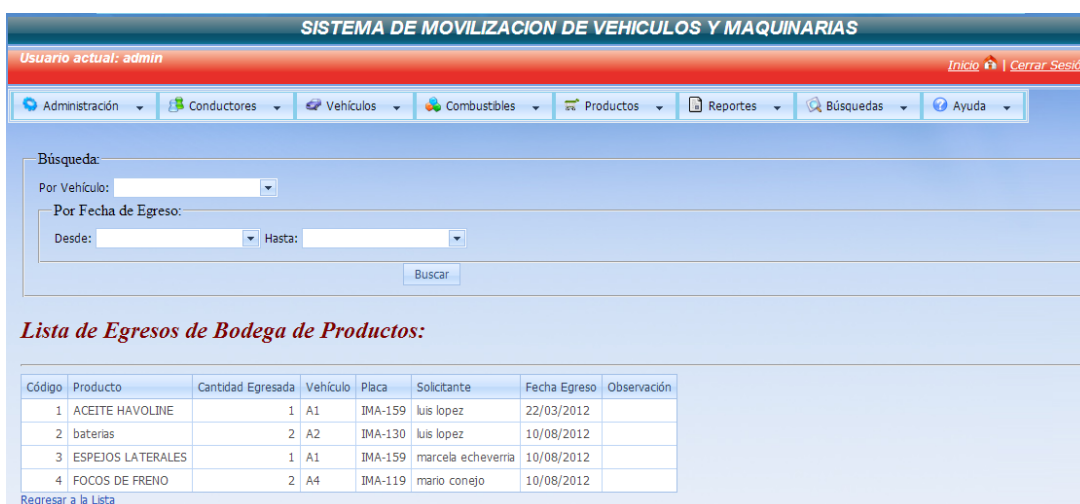 SISTEMA DE MOVILIZACION DE VEHICULOS Y MAQUINARIAS
Usuario actual: admin
Inicio | Cerrar Sesió
Administración Conductores Vehículos Combustibles Productos Reportes Búsquedas Ayuda
Búsqueda:
Por Vehículo:
Por Fecha de Egreso:
Desde: Hasta:
Buscar
Lista de Egresos de Bodega de Productos:
Código Producto Cantidad Egresada Vehículo Placa Solicitante Fecha Egreso Observación
1 ACEITE HAVOLINE 1 A1 IMA-159 luis lopez 22/03/2012
2 baterias 2 A2 IMA-130 luis lopez 10/08/2012
3 ESPEJOS LATERALES 1 A1 IMA-159 marcela echeverria 10/08/2012
4 FOCOS DE FRENO 2 A4 IMA-119 mario conejo 10/08/2012
Regresar a la Lista